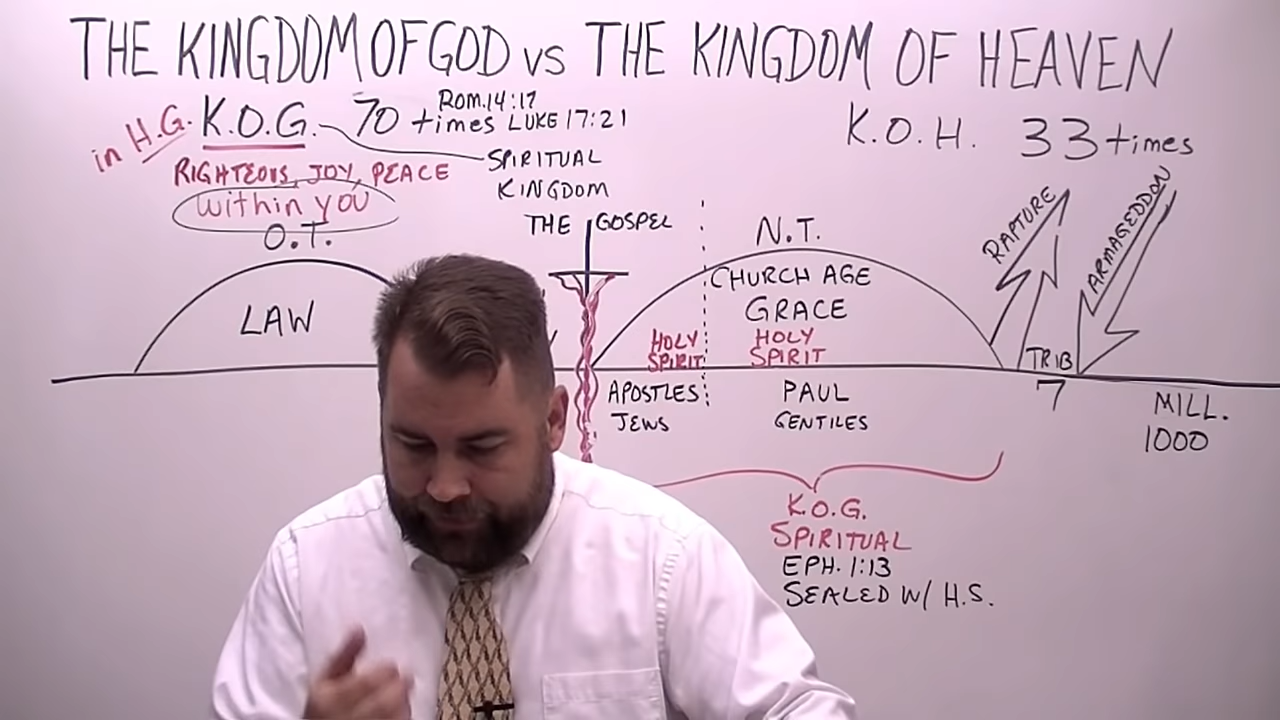 THE KINGDOM OF GOD VS THE KINGDOM OF HEAVEN
in H.G. K.O.G. 70 times ROM. 14:17
LUKE 17:21
SPIRITUAL
KINGDOM
RIGHTEOUS, JOY, PEACE
within you
K.O.H. 33 times
O.T.
LAW
THE GOSPEL
N.T.
CHURCH AGE
GRACE
HOLY
SPIRIT
HOLY
SPIRIT
APOSTLES
JEWS
PAUL
GENTILES
RAPTURE
ARMAGEDDON
TRIB
7
MILL.
1000
K.O.G.
SPIRITUAL
EPH. 1:13
SEALED W/ H.S.